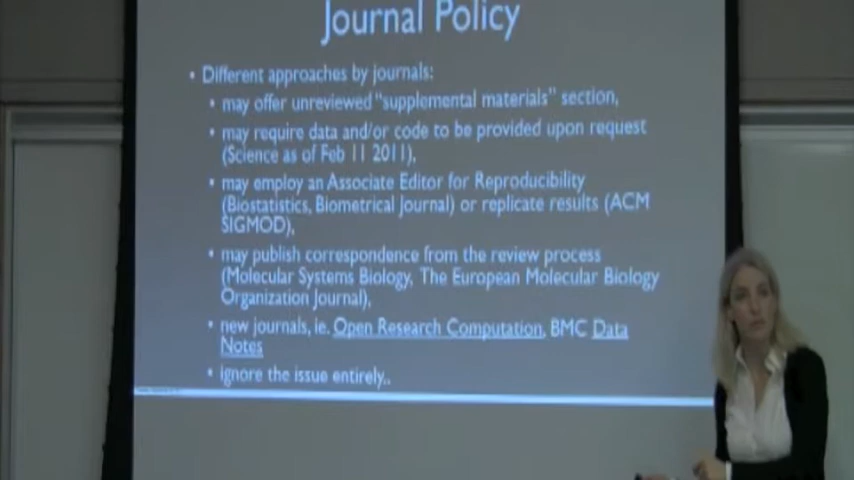 Journal Policy
• Different approaches by journals:
• may offer unreviewed "supplemental materials" section,
• may require data and/or code to be provided upon request
(Science as of Feb 11 2011),
• may employ an Associate Editor for Reproducibility
(Biostatistics, Biometrical Journal) or replicate results (ACM
SIGMOD),
• may publish correspondence from the review process
(Molecular Systems Biology, The European Molecular Biology
Organization Journal),
• new journals, ie. Open Research Computation, BMC Data
Notes
• Ignore the issue entirely..